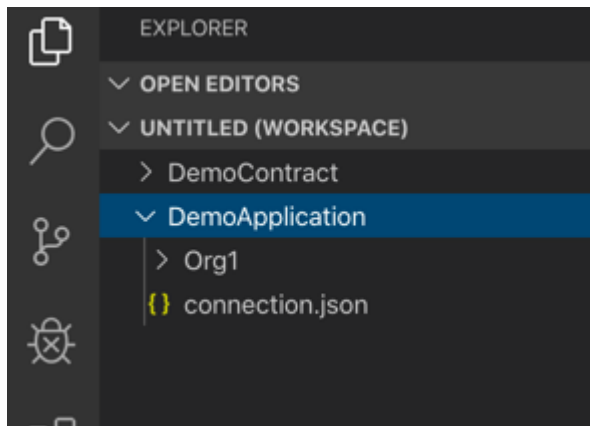 EXPLORER
OPEN EDITORS
UNTITLED (WORKSPACE)
DemoContract
DemoApplication
Org1
{} connection.json